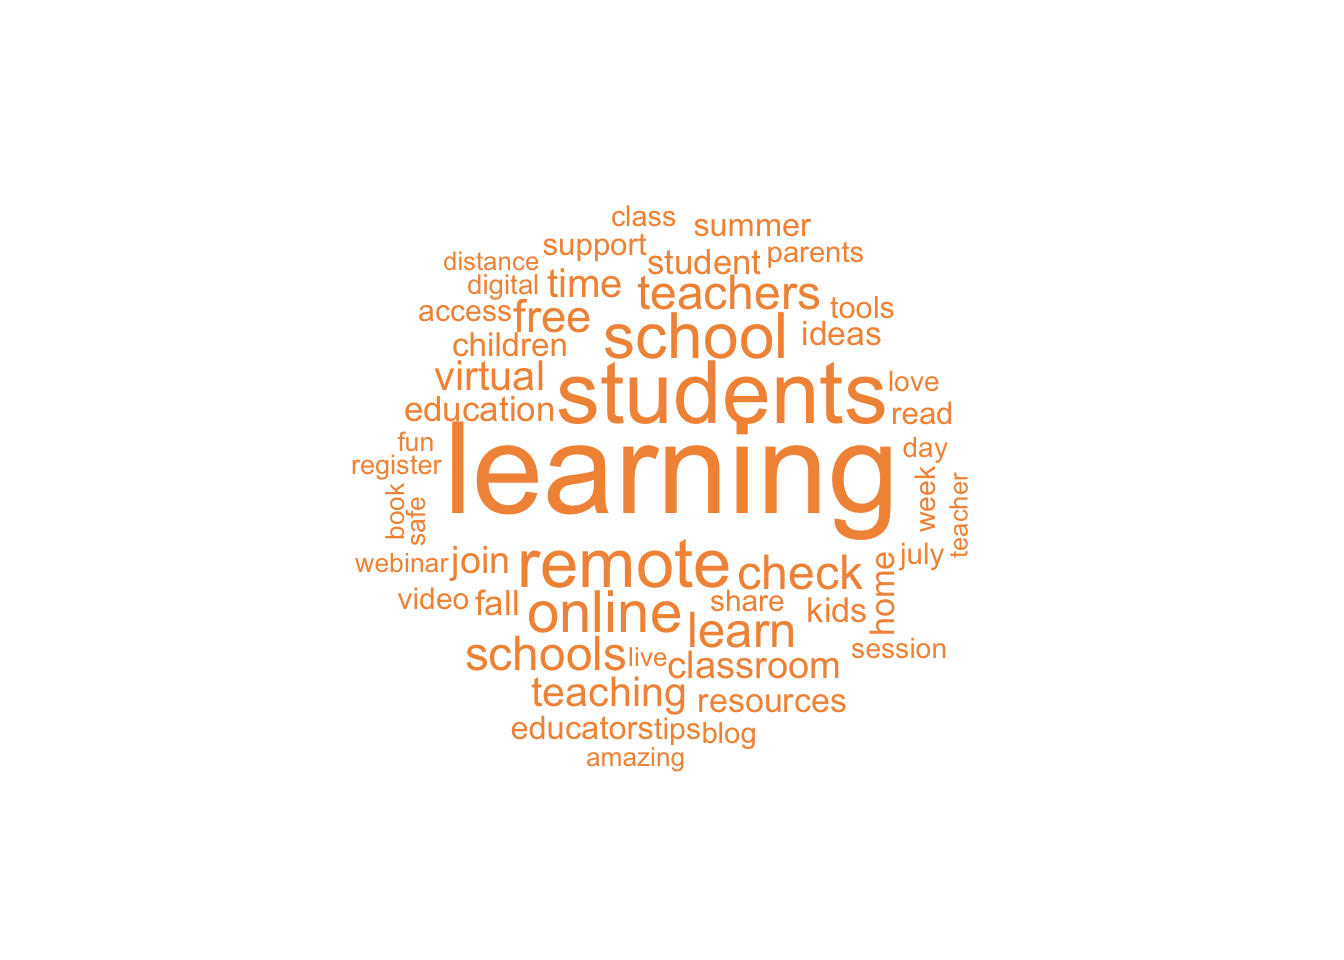 class
summer
support
parents
distance
student
digital
time
teachers
access
free
tools
children
school
ideas
virtual
students
love
education
read
fun
learning
day
register
book
safe
week
teacher
webinar
join
remote
check
july
home
video
fall
online
share
kids
learn
schools
live
classroom
session
teaching
resources
educators
tips
blog
amazing